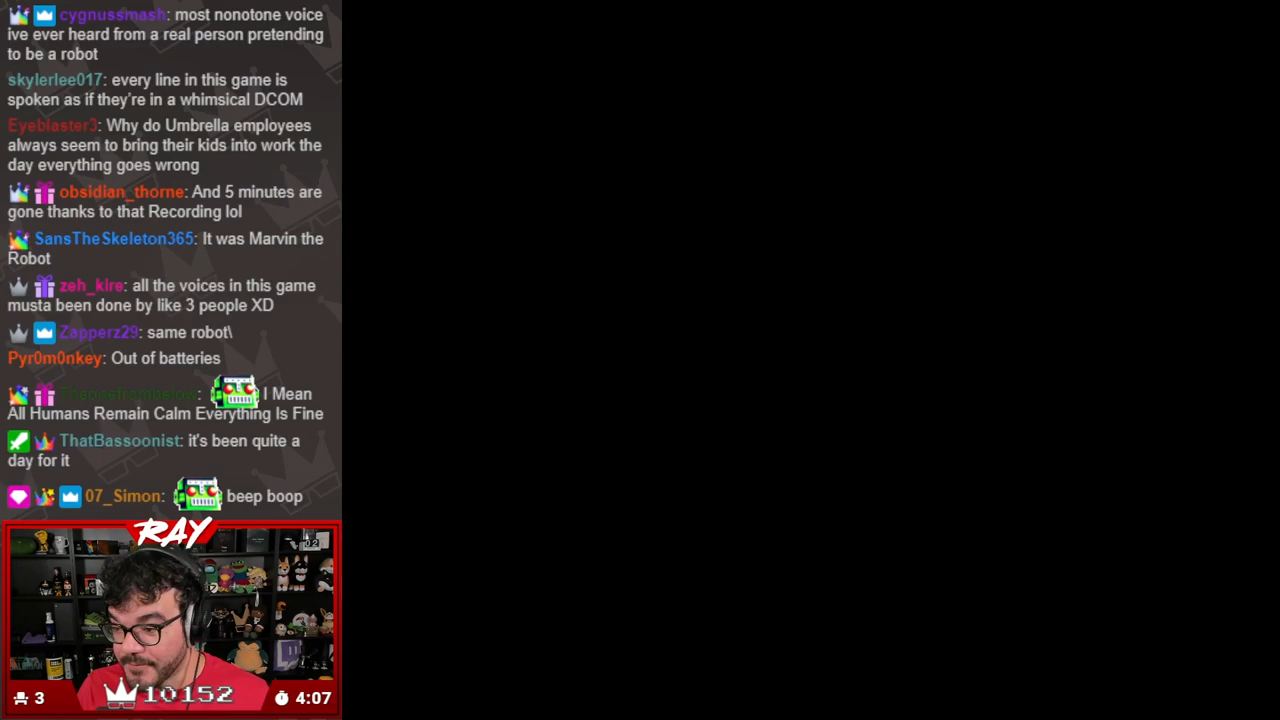 cygnussmash: most nonotone voice
ive ever heard from a real person pretending
to be a robot
skylerlee017: every line in this game is
spoken as if they're in a whimsical DCOM
Eyeblaster3: Why do Umbrella employees
always seem to bring their kids into work the
day everything goes wrong
obsidian_thorne: And 5 minutes are
gone thanks to that Recording lol
SansTheSkeleton365: It was Marvin the
Robot
zeh_kire: all the voices in this game
musta been done by like 3 people XD
Zapperz29: same robot\
Pyr0m0nkey: Out of batteries
Theonefrombelow: I Mean
All Humans Remain Calm Everything Is Fine
ThatBassoonist: it's been quite a
day for it
07_Simon: beep boop
RAY
3
10152
4:07